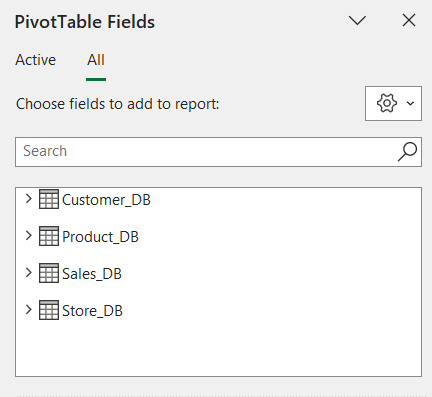 PivotTable Fields
Active All
Choose fields to add to report:
Search
Customer_DB
Product_DB
Sales_DB
Store_DB